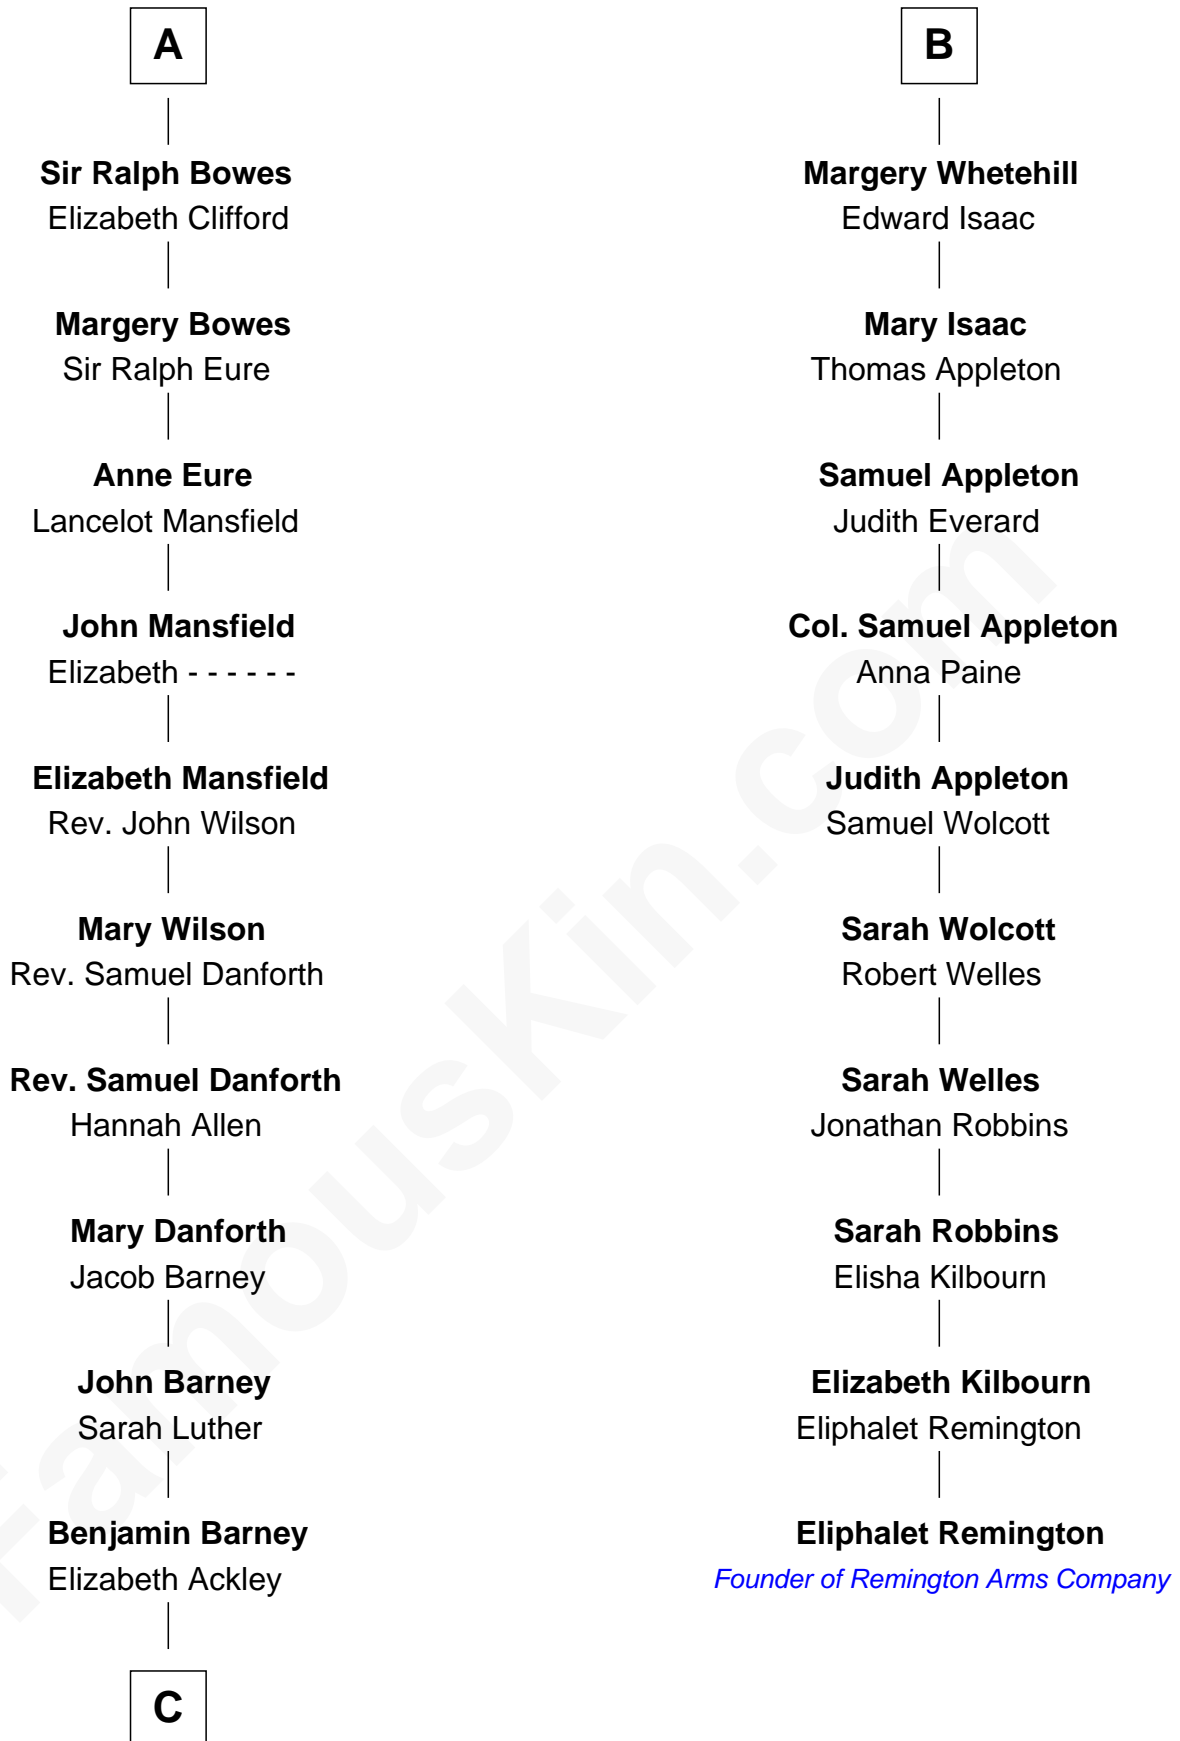 A
Sir Ralph Bowes
Elizabeth Clifford
Margery Bowes
Sir Ralph Eure
Anne Eure
Lancelot Mansfield
John Mansfield
Elizabeth - - - - - -
Elizabeth Mansfield
Rev. John Wilson
Mary Wilson
Rev. Samuel Danforth
Rev. Samuel Danforth
Hannah Allen
Mary Danforth
Jacob Barney
John Barney
Sarah Luther
Benjamin Barney
Elizabeth Ackley
C
B
Margery Whetehill
Edward Isaac
Mary Isaac
Thomas Appleton
Samuel Appleton
Judith Everard
Col. Samuel Appleton
Anna Paine
Judith Appleton
Samuel Wolcott
Sarah Wolcott
Robert Welles
Sarah Welles
Jonathan Robbins
Sarah Robbins
Elisha Kilbourn
Elizabeth Kilbourn
Eliphalet Remington
Eliphalet Remington
Founder of Remington Arms Company
FamousKin.com